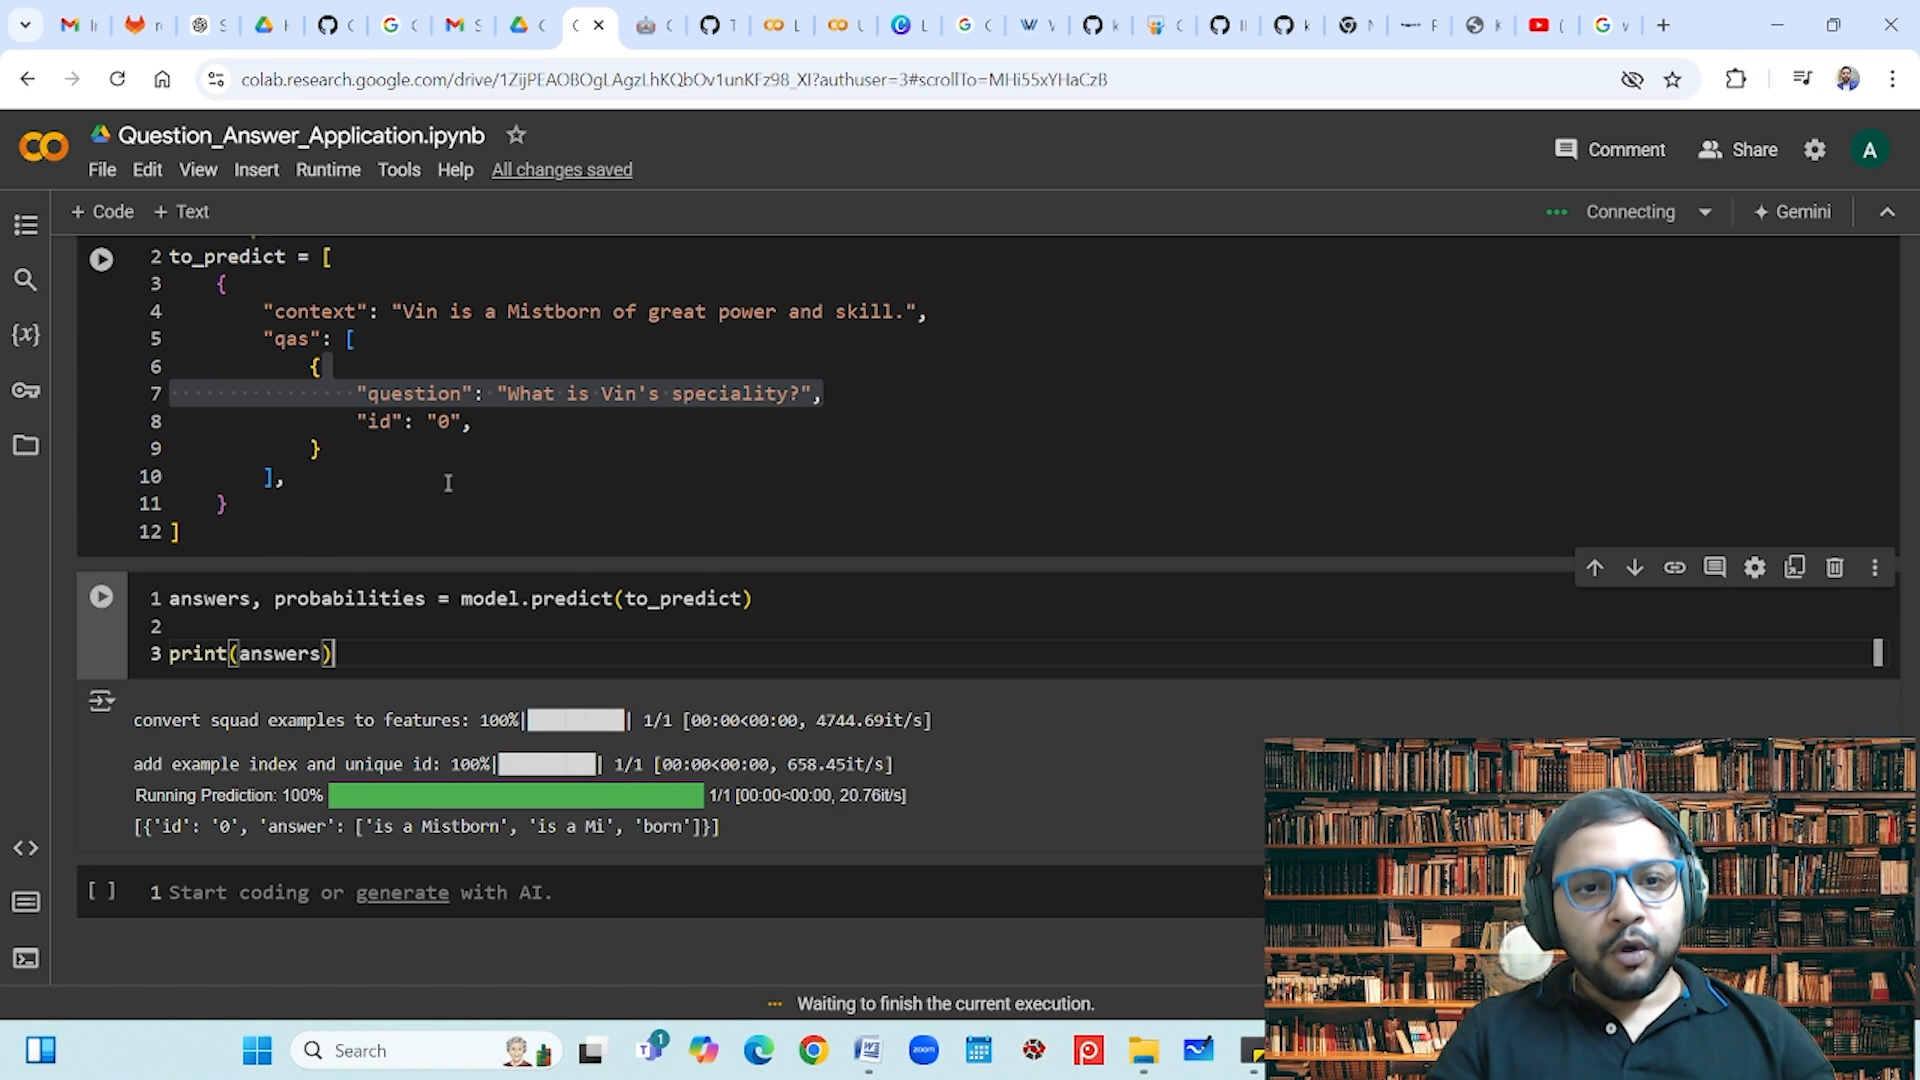 colab.research.google.com/drive/1ZijPEAOBOgLAgzLhKQbOv1unKFz98_XI?authuser=3#scrollTo=MHi55xYHaCzB
Question_Answer_Application.ipynb
Comment
Share
A
File Edit View Insert Runtime Tools Help All changes saved
+ Code + Text
Connecting
Gemini
2 to_predict = [
3 {
4 "context": "Vin is a Mistborn of great power and skill.",
5 "qas": [
6 {
7 "question": "What is Vin's speciality?",
8 "id": "0",
9 }
10 ],
11 }
12 ]
1 answers, probabilities = model.predict(to_predict)
2
3 print(answers)
convert squad examples to features: 100%| | 1/1 [00:00<00:00, 4744.69it/s]
add example index and unique id: 100%| | 1/1 [00:00<00:00, 658.45it/s]
Running Prediction: 100% 1/1 [00:00<00:00, 20.76it/s]
[{'id': '0', 'answer': ['is a Mistborn', 'is a Mi', 'born']}]
[ ] 1 Start coding or generate with AI.
Waiting to finish the current execution.
Search
1
zoom